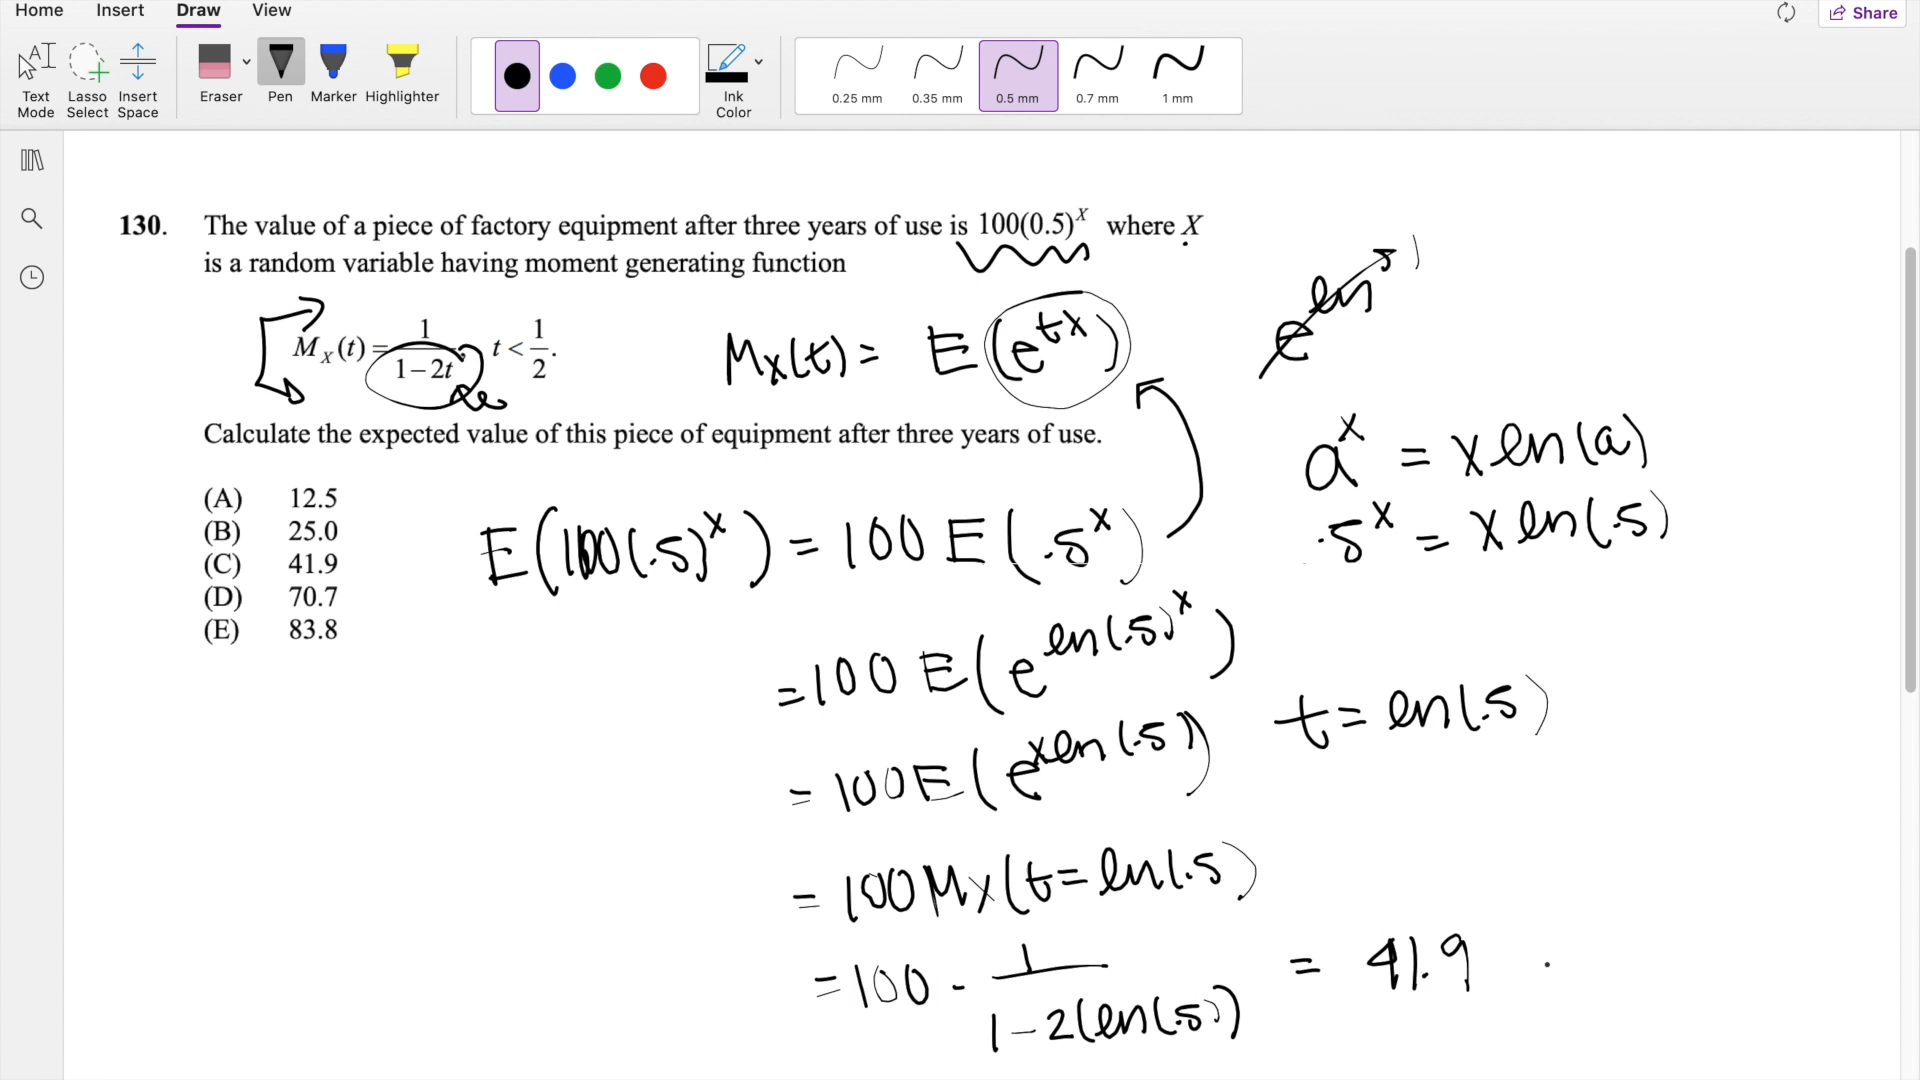 Home Insert Draw View
Share
Text Mode
Lasso Select
Insert Space
Eraser
Pen
Marker
Highlighter
Ink Color
0.25 mm
0.35 mm
0.5 mm
0.7 mm
1 mm
130. The value of a piece of factory equipment after three years of use is 100(0.5)^X where X
is a random variable having moment generating function
M_X(t) = 1/(1−2t), t < 1/2.
Mx(t) = E(e^tx)
e^ln
Calculate the expected value of this piece of equipment after three years of use.
a^x = x ln(a)
.5^x = x ln(.5)
(A) 12.5
(B) 25.0
(C) 41.9
(D) 70.7
(E) 83.8
E(100(.5)^x) = 100 E(.5^x)
= 100 E(e^ln(.5)^x)
t = ln(.5)
= 100 E(e^xln(.5))
= 100 Mx(t = ln(.5)
= 100 · 1/(1−2(ln(.5)) = 41.9